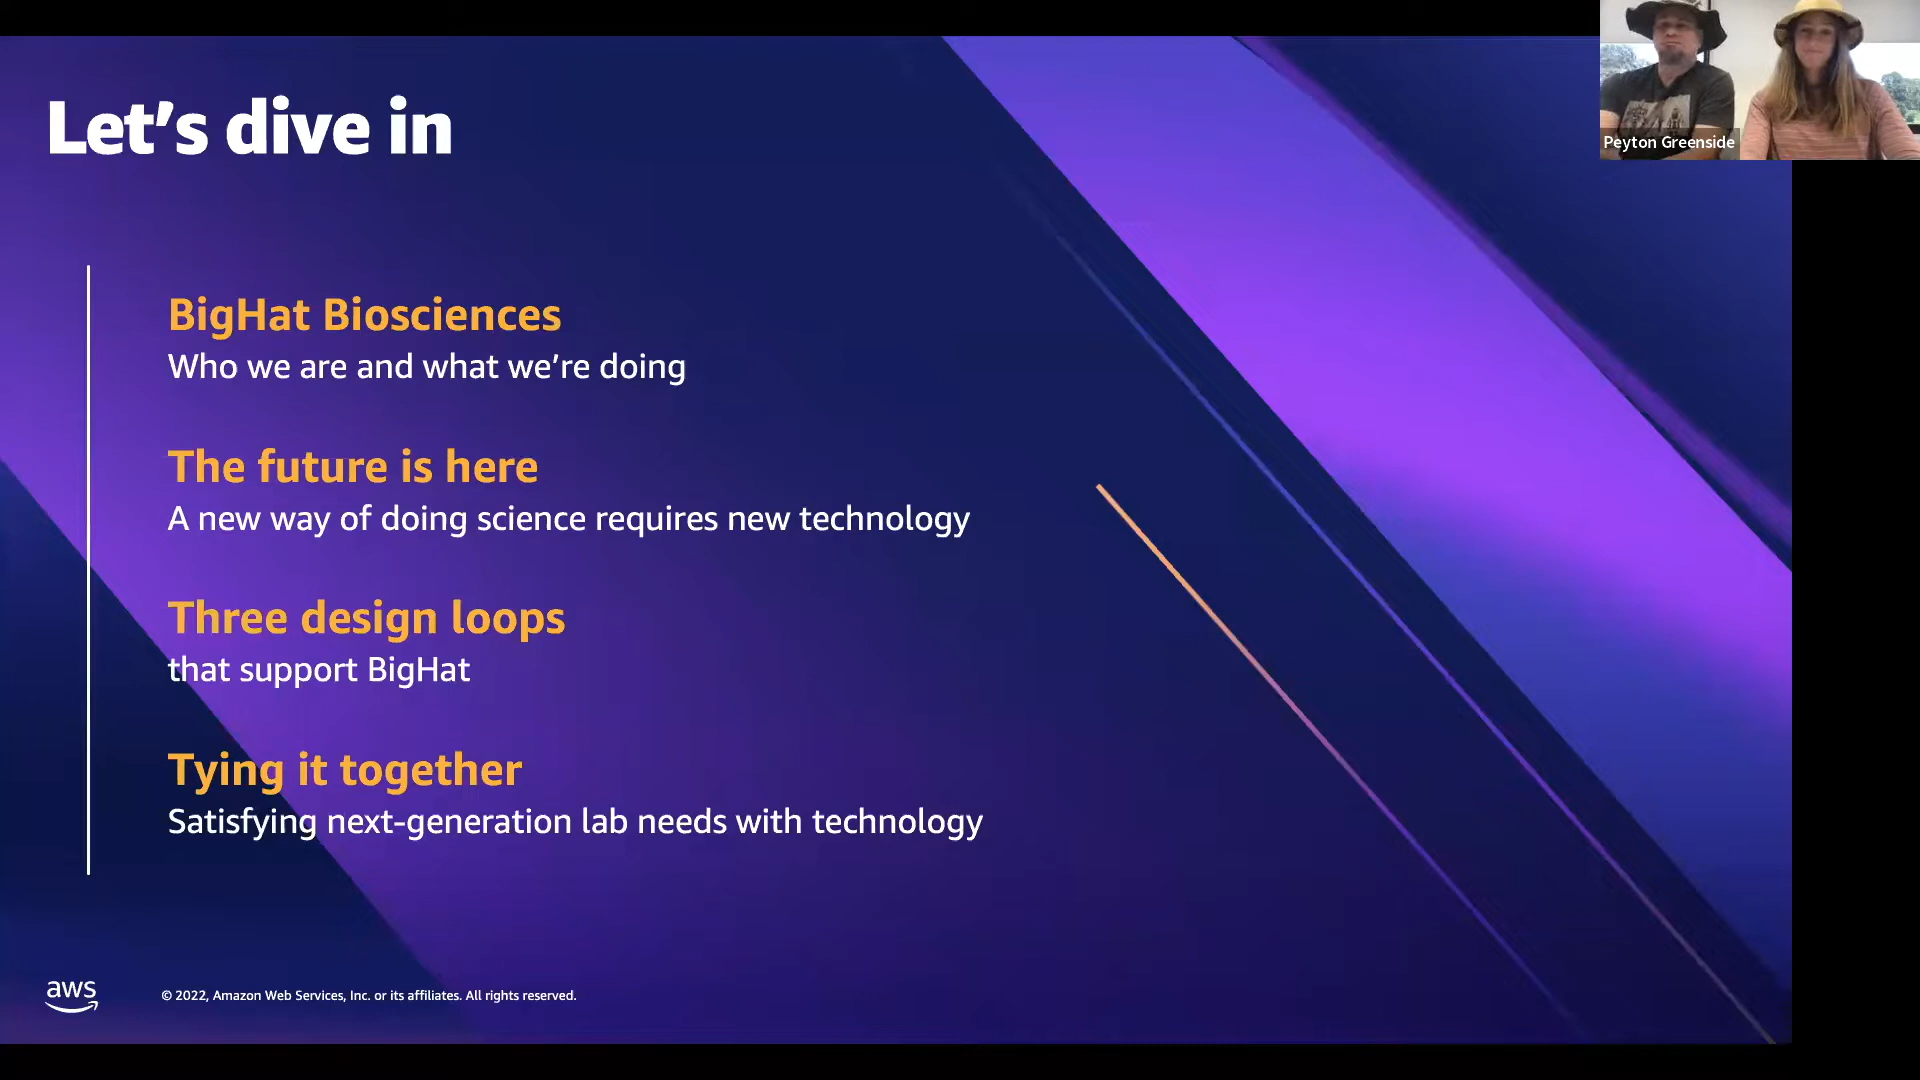 Let’s dive in
Peyton Greenside
BigHat Biosciences
Who we are and what we’re doing
The future is here
A new way of doing science requires new technology
Three design loops
that support BigHat
Tying it together
Satisfying next-generation lab needs with technology
aws
© 2022, Amazon Web Services, Inc. or its affiliates. All rights reserved.